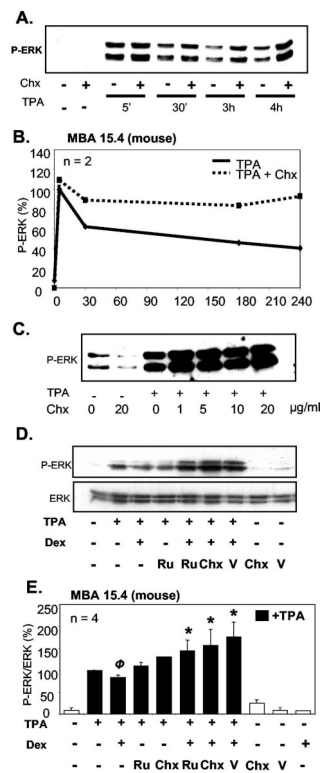 A.
P-ERK
Chx - + - + - + - + - +
TPA - - 5' 30' 3h 4h
B. MBA 15.4 (mouse)
n = 2
TPA
TPA + Chx
P-ERK (%)
140
120
100
80
60
40
20
0
0 30 60 90 120 150 180 210 240
C.
P-ERK
TPA - - + + + + +
Chx 0 20 0 1 5 10 20 µg/ml
D.
P-ERK
ERK
TPA - + + + + + + - -
Dex - - + - + + + - -
- - - Ru Ru Chx V Chx V
E. MBA 15.4 (mouse)
n = 4
+TPA
P-ERK/ERK (%)
250
200
150
100
50
0
Φ * * *
TPA - + + + + + + + - - -
Dex - - + - - + + + - - +
- - - Ru Chx Ru Chx V Chx V -